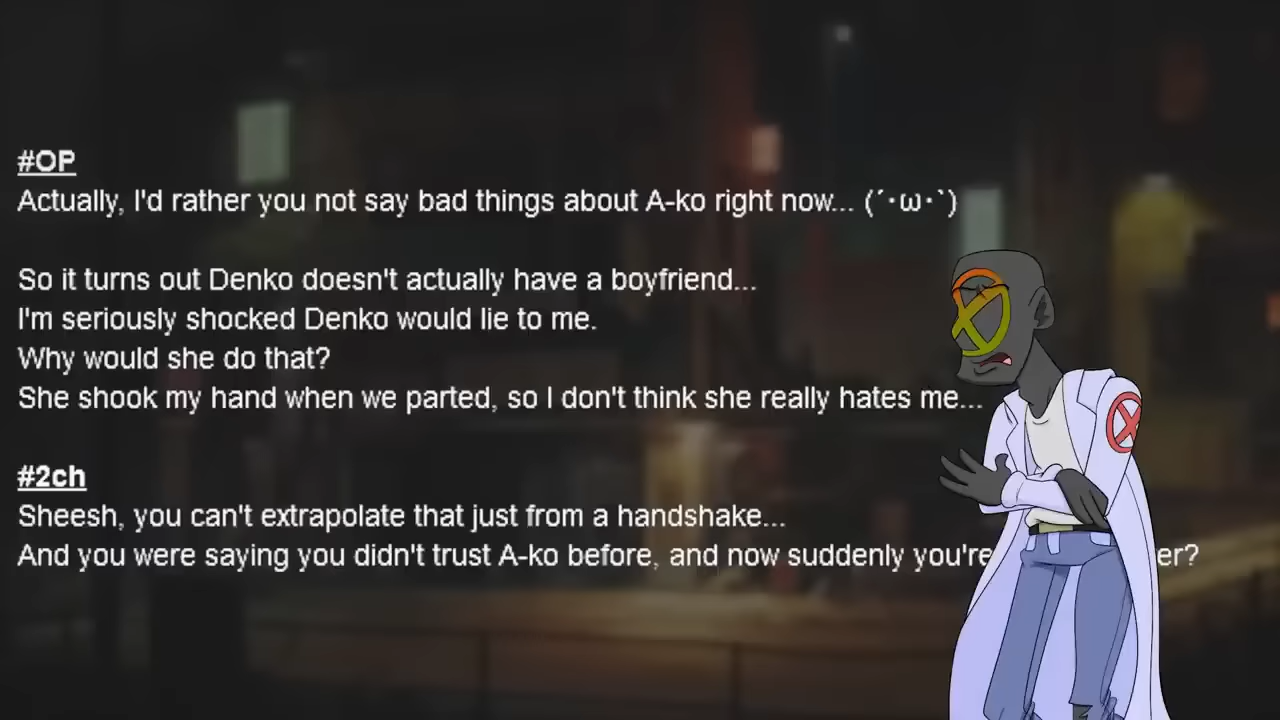 #OP
Actually, I'd rather you not say bad things about A-ko right now... (´･ω･`)
So it turns out Denko doesn't actually have a boyfriend...
I'm seriously shocked Denko would lie to me.
Why would she do that?
She shook my hand when we parted, so I don't think she really hates me...
#2ch
Sheesh, you can't extrapolate that just from a handshake...
And you were saying you didn't trust A-ko before, and now suddenly you're